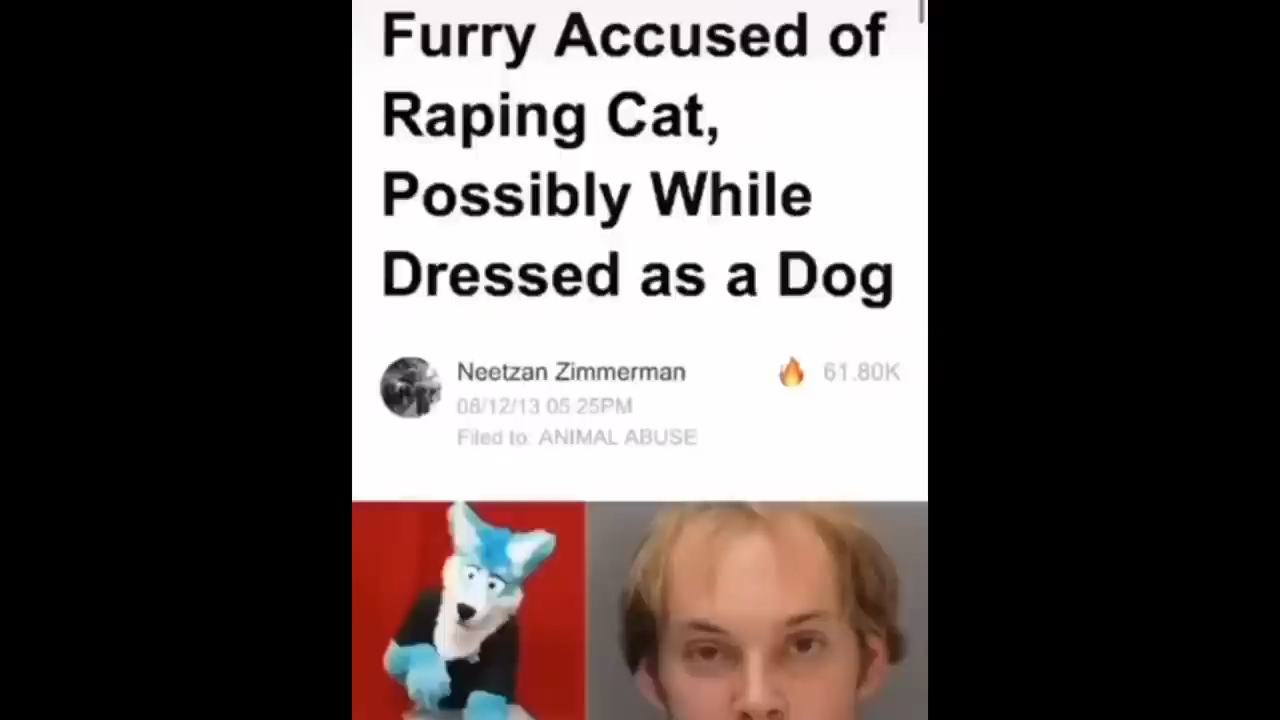 Furry Accused of
Raping Cat,
Possibly While
Dressed as a Dog
Neetzan Zimmerman 🔥 61.80K
08/12/13 05:25PM
Filed to: ANIMAL ABUSE